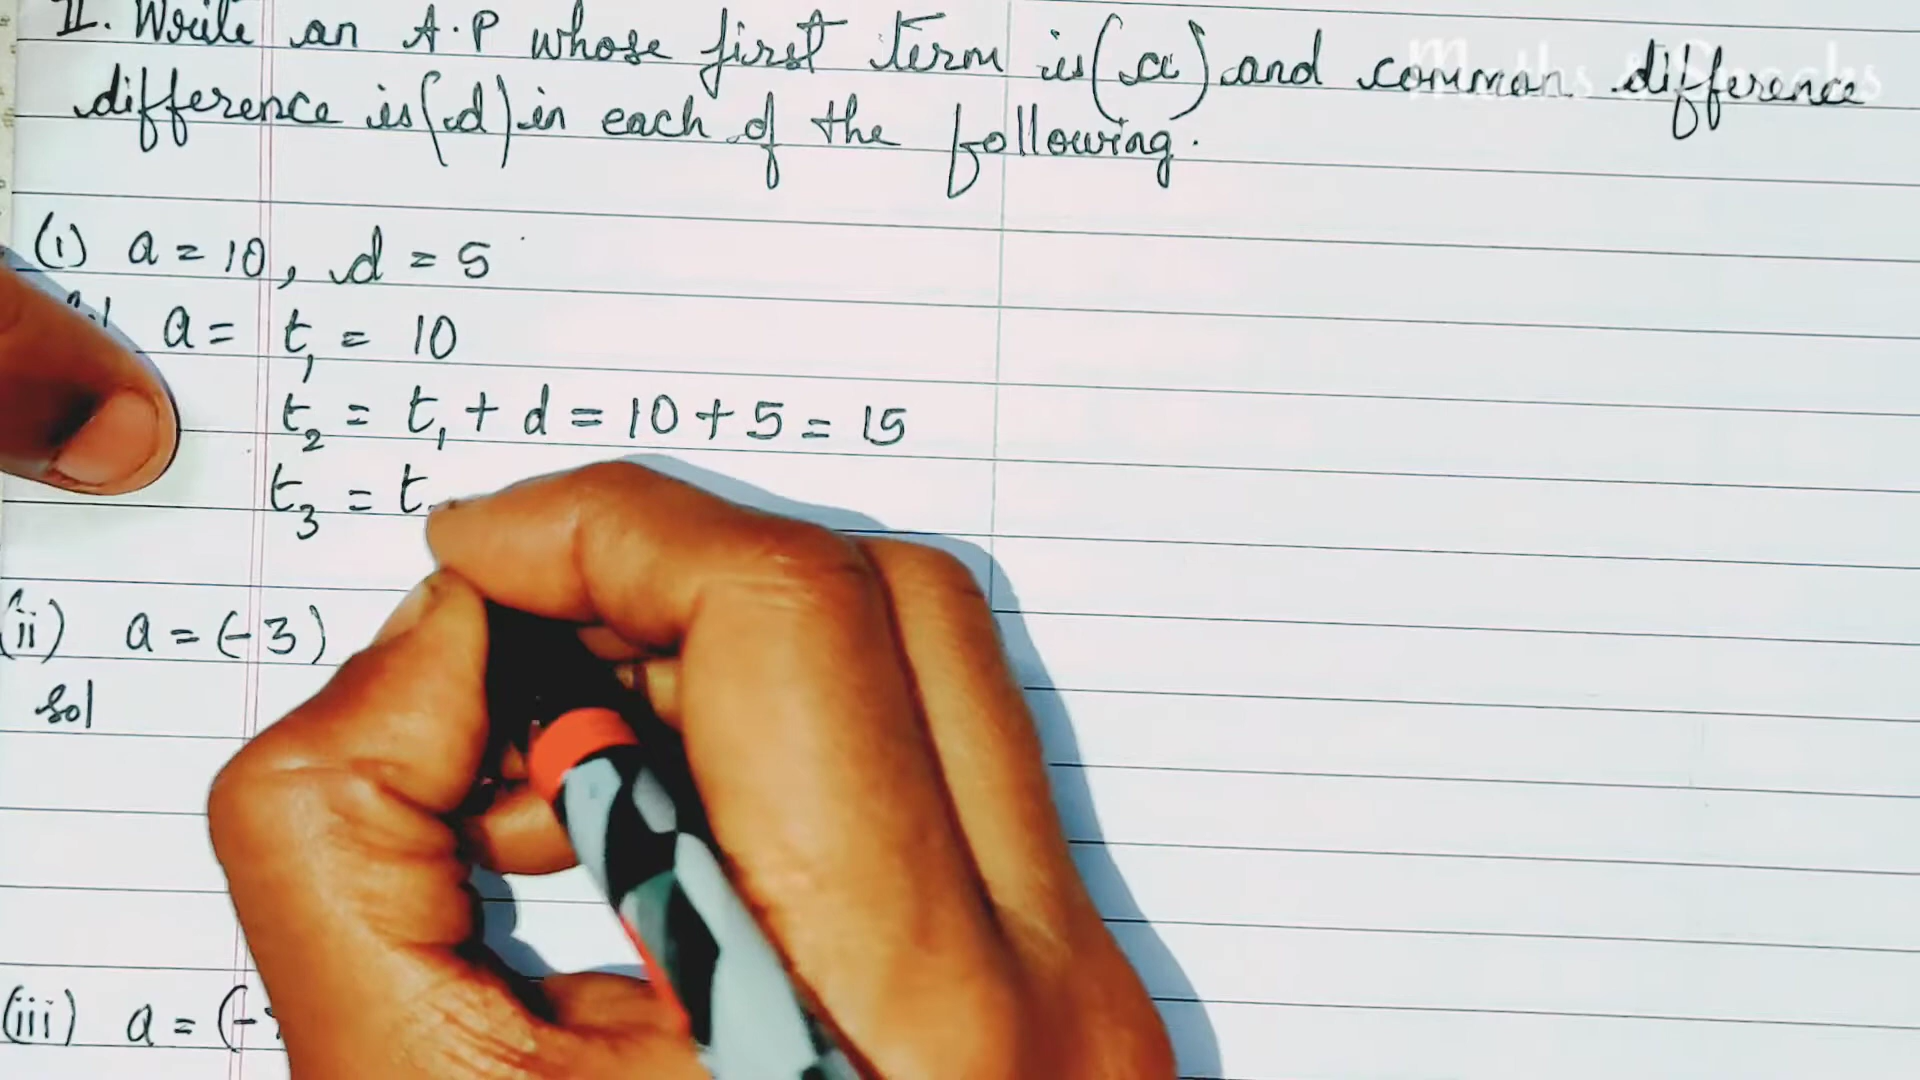 II. Write an A.P whose first term is (a) and common difference
difference is (d) in each of the following.
(i) a = 10, d = 5
a = t₁ = 10
t₂ = t₁ + d = 10 + 5 = 15
t₃ = t
(ii) a = (-3)
sol
(iii) a = (-